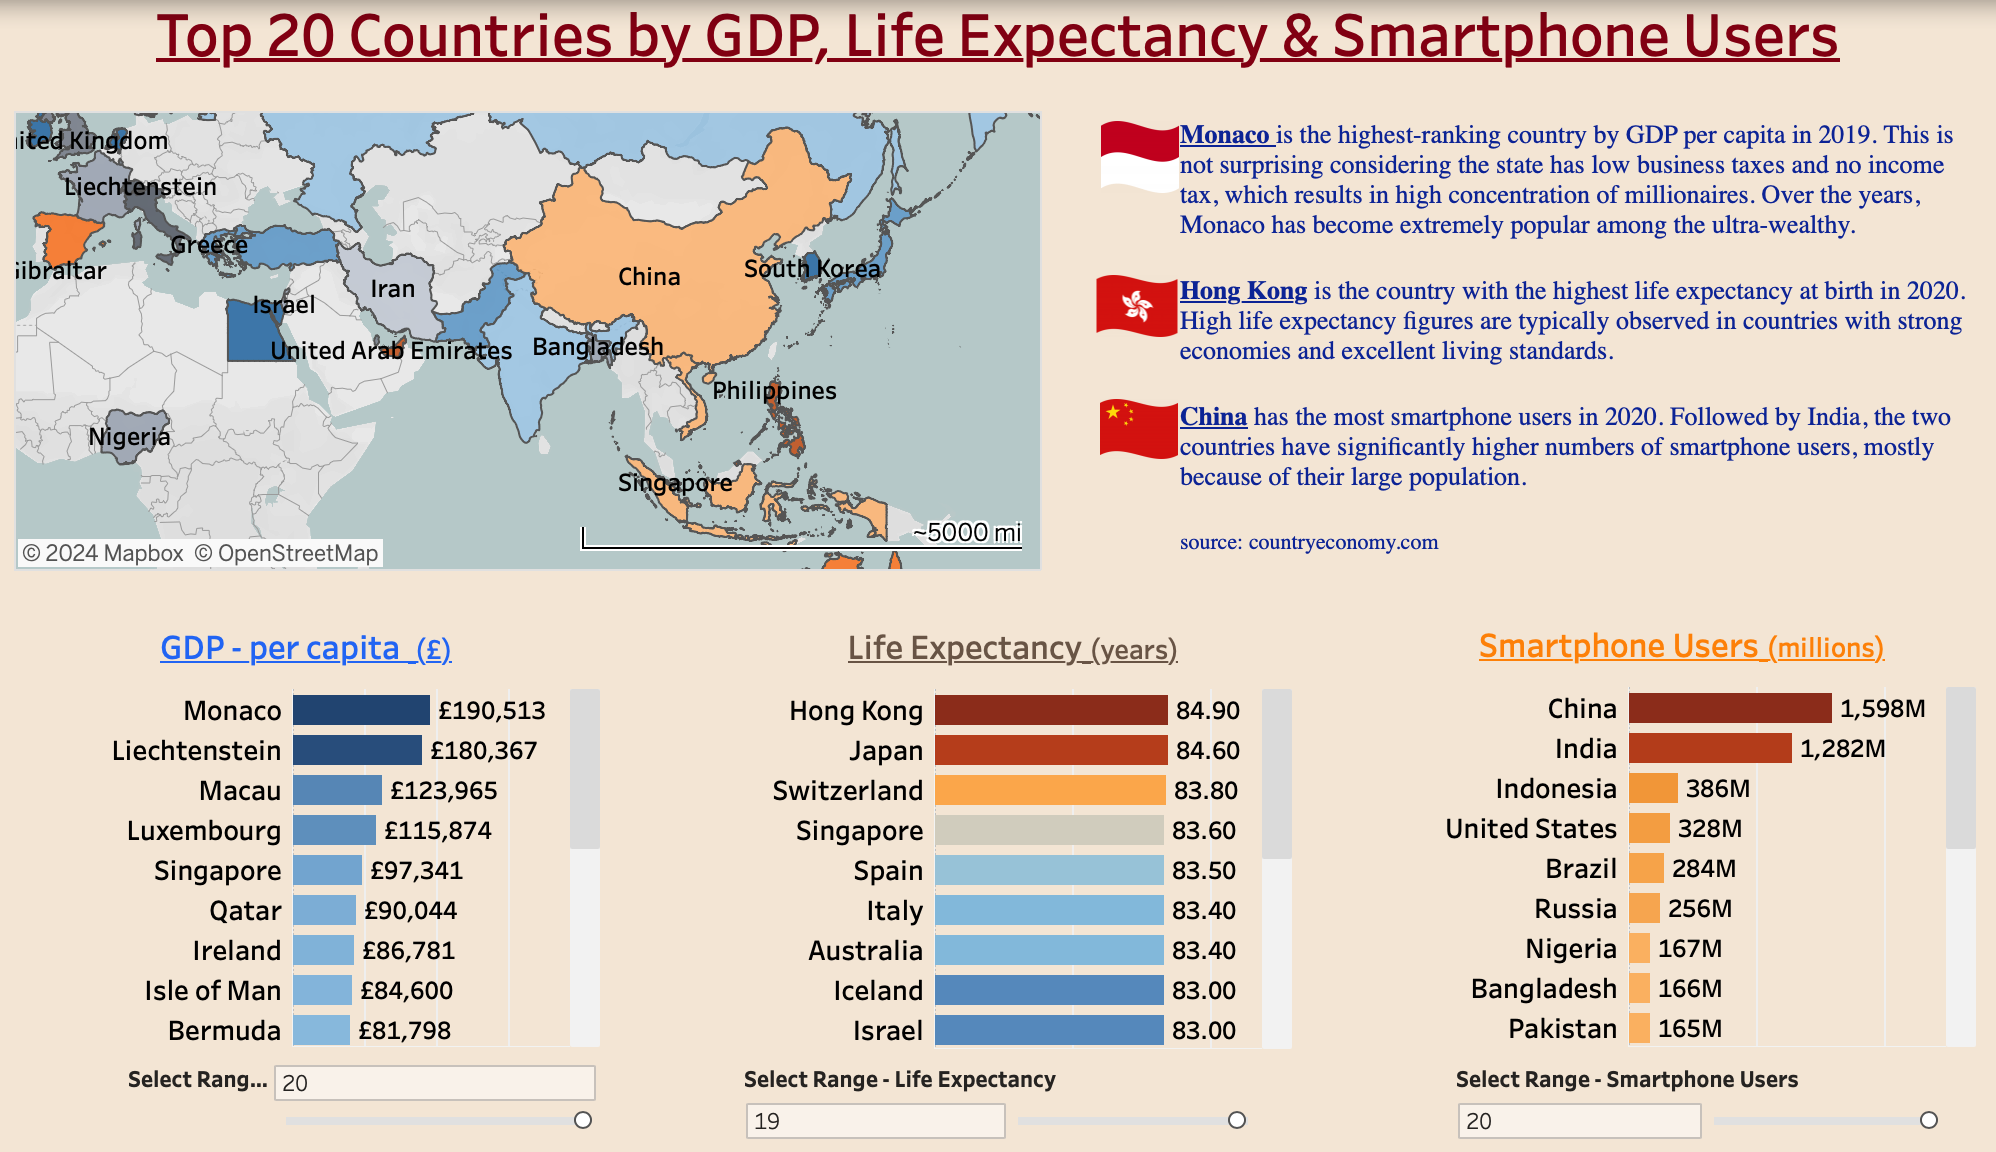 Top 20 Countries by GDP, Life Expectancy & Smartphone Users
ited Kingdom
Liechtenstein
Greece
Gibraltar
Israel
Iran
China
South Korea
United Arab Emirates
Bangladesh
Philippines
Nigeria
Singapore
~5000 mi
© 2024 Mapbox © OpenStreetMap
Monaco is the highest-ranking country by GDP per capita in 2019. This is
not surprising considering the state has low business taxes and no income
tax, which results in high concentration of millionaires. Over the years,
Monaco has become extremely popular among the ultra-wealthy.
Hong Kong is the country with the highest life expectancy at birth in 2020.
High life expectancy figures are typically observed in countries with strong
economies and excellent living standards.
China has the most smartphone users in 2020. Followed by India, the two
countries have significantly higher numbers of smartphone users, mostly
because of their large population.
source: countryeconomy.com
GDP - per capita (£)
Monaco £190,513
Liechtenstein £180,367
Macau £123,965
Luxembourg £115,874
Singapore £97,341
Qatar £90,044
Ireland £86,781
Isle of Man £84,600
Bermuda £81,798
Select Rang... 20
Life Expectancy (years)
Hong Kong 84.90
Japan 84.60
Switzerland 83.80
Singapore 83.60
Spain 83.50
Italy 83.40
Australia 83.40
Iceland 83.00
Israel 83.00
Select Range - Life Expectancy
19
Smartphone Users (millions)
China 1,598M
India 1,282M
Indonesia 386M
United States 328M
Brazil 284M
Russia 256M
Nigeria 167M
Bangladesh 166M
Pakistan 165M
Select Range - Smartphone Users
20